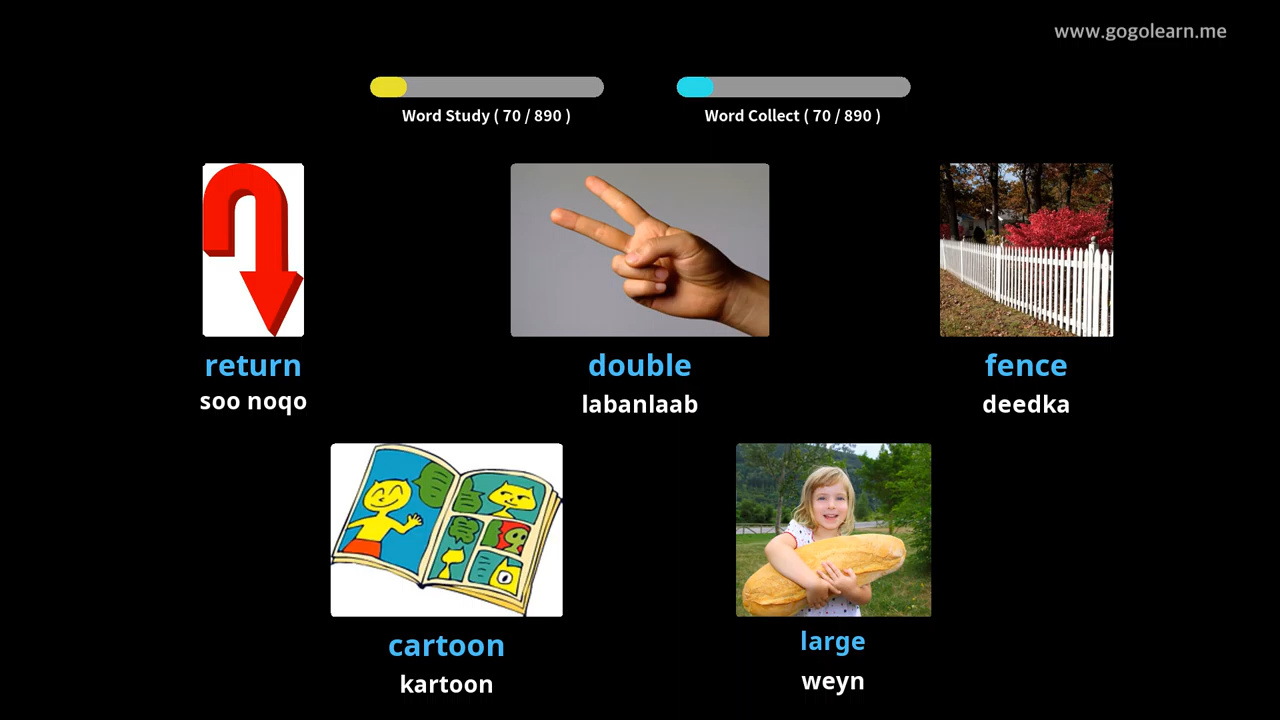 www.gogolearn.me
Word Study ( 70 / 890 )
Word Collect ( 70 / 890 )
return
soo noqo
double
labanlaab
fence
deedka
cartoon
kartoon
large
weyn